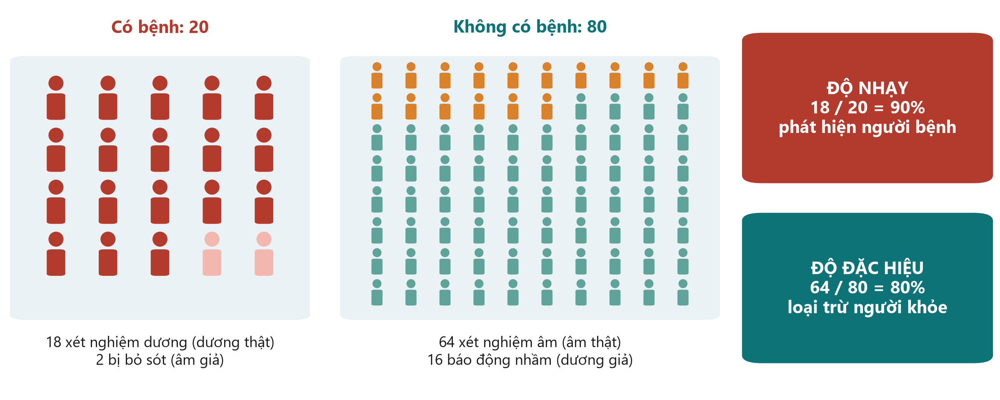 Có bệnh: 20
18 xét nghiệm dương (dương thật)
2 bị bỏ sót (âm giả)
Không có bệnh: 80
64 xét nghiệm âm (âm thật)
16 báo động nhầm (dương giả)
ĐỘ NHẠY
18 / 20 = 90%
phát hiện người bệnh
ĐỘ ĐẶC HIỆU
64 / 80 = 80%
loại trừ người khỏe